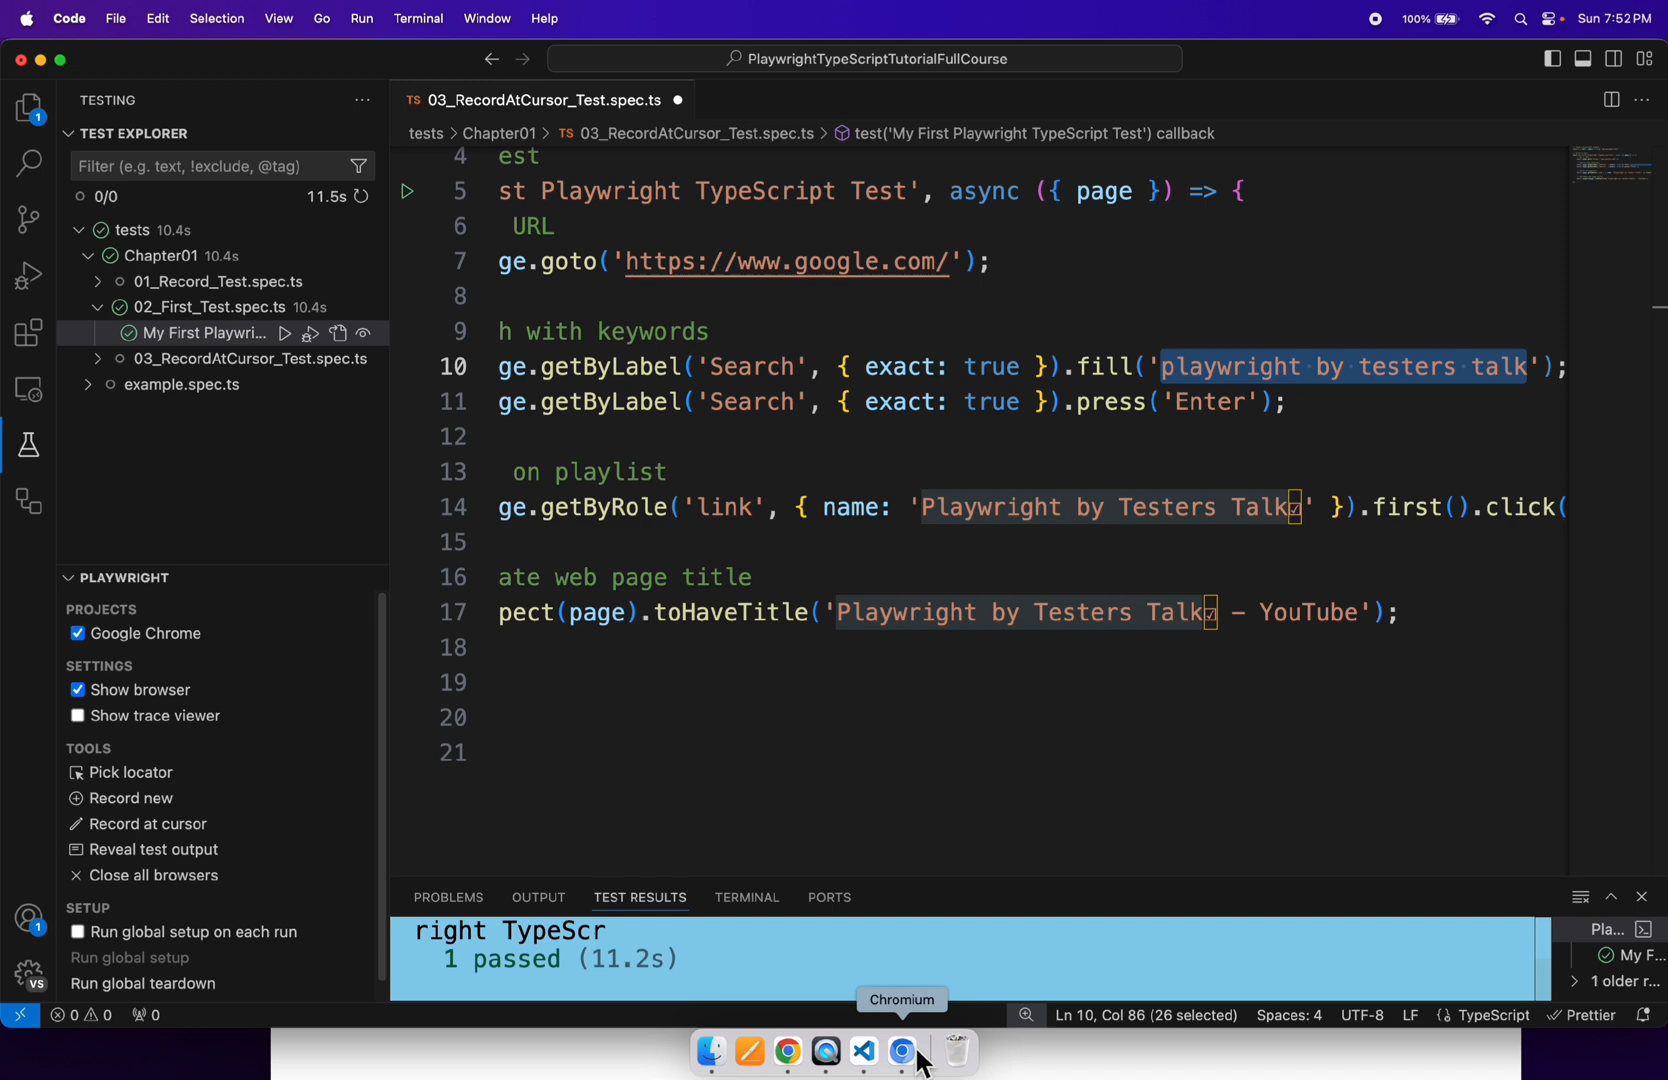 Code File Edit Selection View Go Run Terminal Window Help 100% Sun 7:52 PM
PlaywrightTypeScriptTutorialFullCourse
TESTING
TS 03_RecordAtCursor_Test.spec.ts
1
TEST EXPLORER
tests > Chapter01 > TS 03_RecordAtCursor_Test.spec.ts > test('My First Playwright TypeScript Test') callback
Filter (e.g. text, !exclude, @tag)
0/0 11.5s
tests 10.4s
Chapter01 10.4s
01_Record_Test.spec.ts
02_First_Test.spec.ts 10.4s
My First Playwri...
03_RecordAtCursor_Test.spec.ts
example.spec.ts
4 est
5 st Playwright TypeScript Test', async ({ page }) => {
6 URL
7 ge.goto('https://www.google.com/');
8
9 h with keywords
10 ge.getByLabel('Search', { exact: true }).fill('playwright by testers talk');
11 ge.getByLabel('Search', { exact: true }).press('Enter');
12
13 on playlist
14 ge.getByRole('link', { name: 'Playwright by Testers Talk☑' }).first().click(
15
16 ate web page title
17 pect(page).toHaveTitle('Playwright by Testers Talk☑ - YouTube');
18
19
20
21
PLAYWRIGHT
PROJECTS
Google Chrome
SETTINGS
Show browser
Show trace viewer
TOOLS
Pick locator
Record new
Record at cursor
Reveal test output
Close all browsers
SETUP
Run global setup on each run
Run global setup
Run global teardown
1
VS
PROBLEMS OUTPUT TEST RESULTS TERMINAL PORTS
right TypeScr
1 passed (11.2s)
Pla...
My F...
1 older r...
Chromium
0 0 0 Ln 10, Col 86 (26 selected) Spaces: 4 UTF-8 LF {} TypeScript Prettier